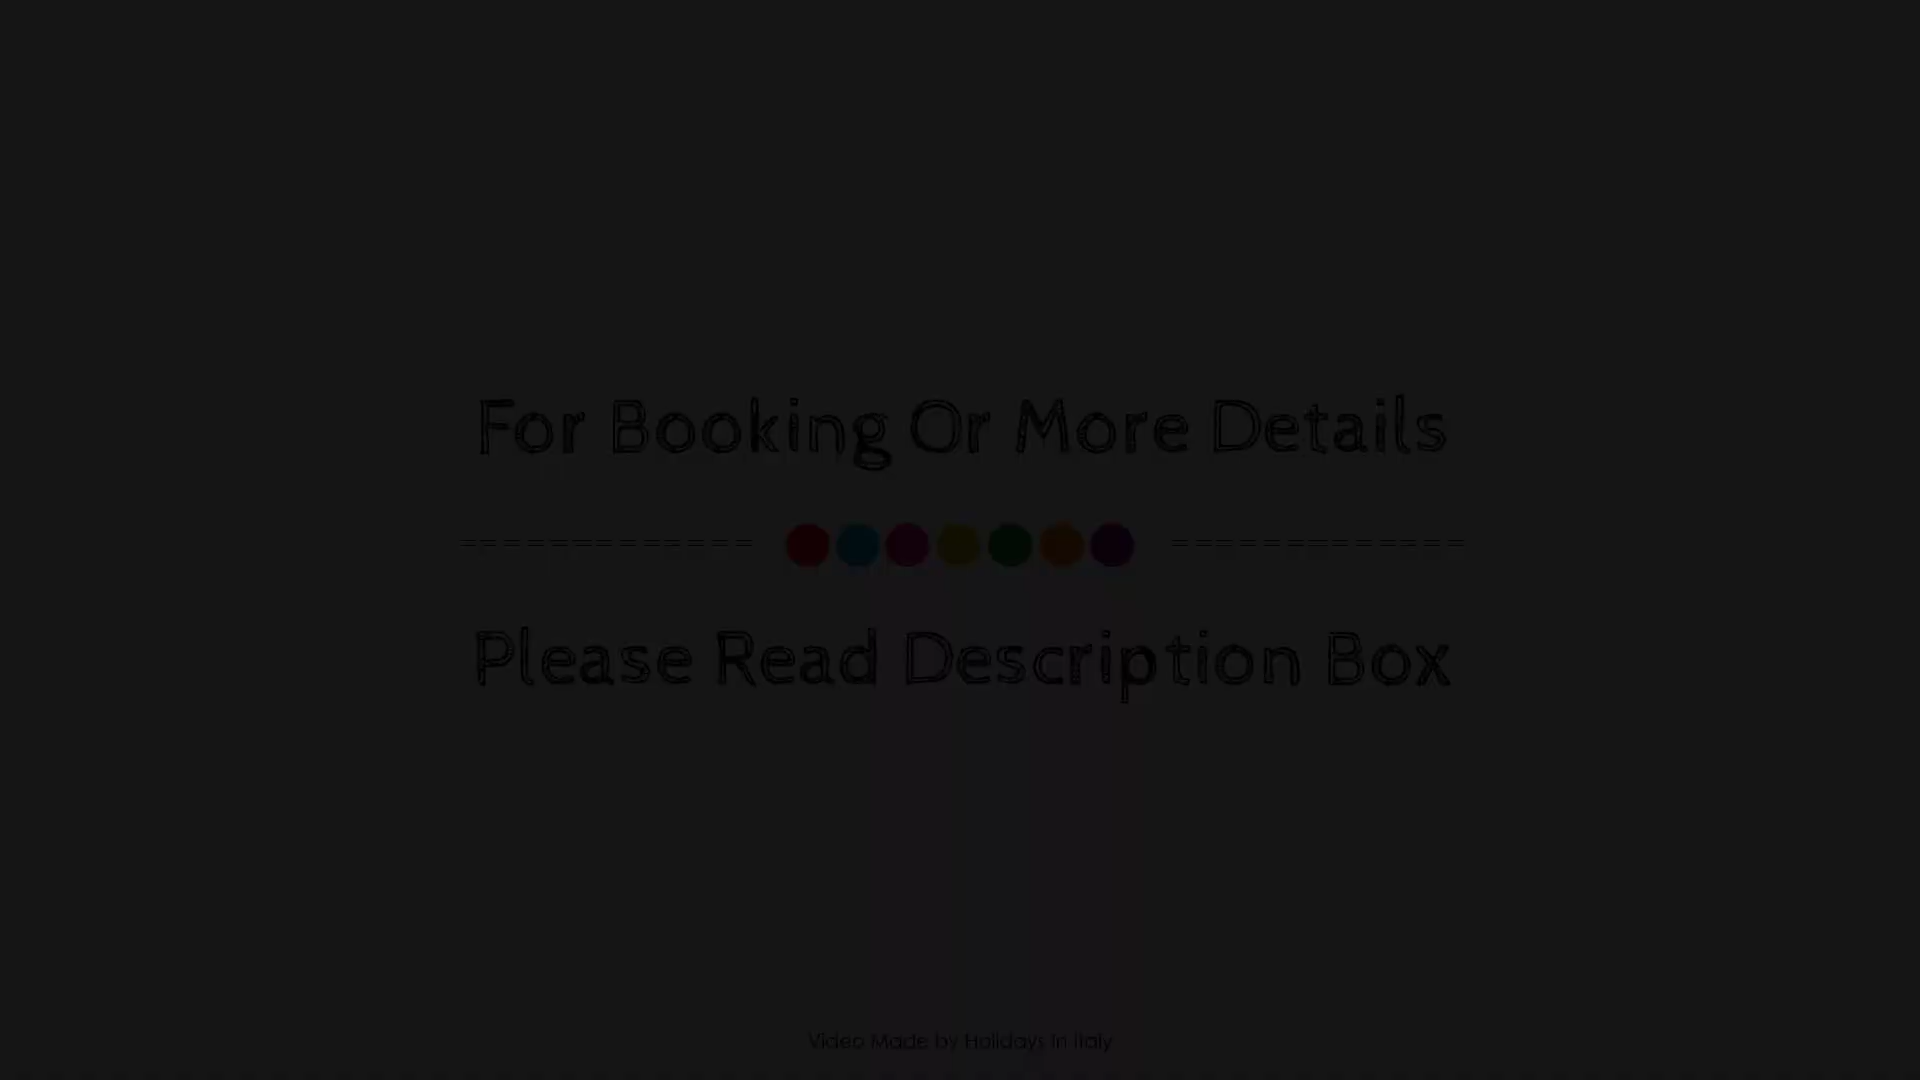 For Booking Or More Details
============= =============
Please Read Description Box
Video Made by Holidays In Italy